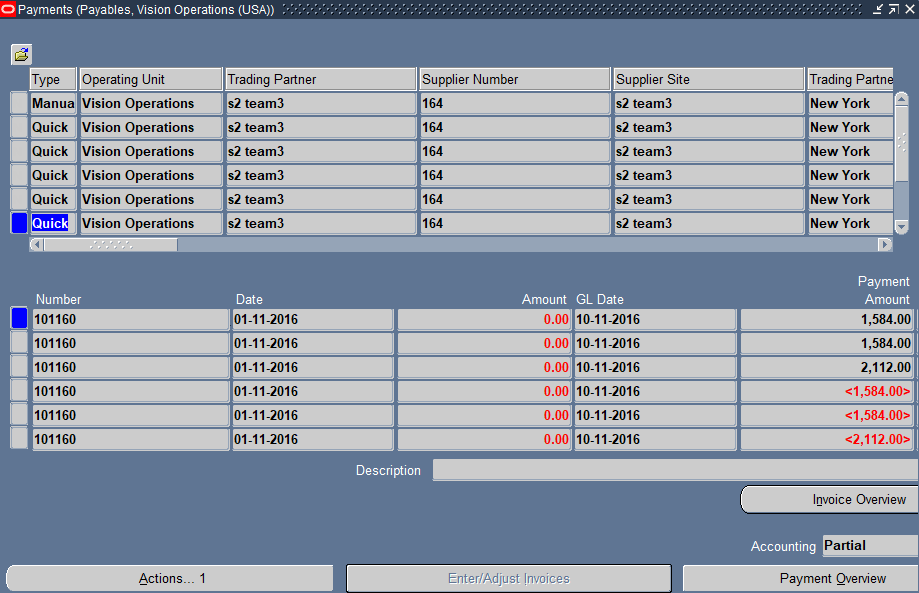 Payments (Payables, Vision Operations (USA))
Type Operating Unit Trading Partner Supplier Number Supplier Site Trading Partne
Manua Vision Operations s2 team3 164 s2 team3 New York
Quick Vision Operations s2 team3 164 s2 team3 New York
Quick Vision Operations s2 team3 164 s2 team3 New York
Quick Vision Operations s2 team3 164 s2 team3 New York
Quick Vision Operations s2 team3 164 s2 team3 New York
Quick Vision Operations s2 team3 164 s2 team3 New York
Payment
Number Date Amount GL Date Amount
101160 01-11-2016 0.00 10-11-2016 1,584.00
101160 01-11-2016 0.00 10-11-2016 1,584.00
101160 01-11-2016 0.00 10-11-2016 2,112.00
101160 01-11-2016 0.00 10-11-2016 <1,584.00>
101160 01-11-2016 0.00 10-11-2016 <1,584.00>
101160 01-11-2016 0.00 10-11-2016 <2,112.00>
Description
Invoice Overview
Accounting Partial
Actions... 1 Enter/Adjust Invoices Payment Overview